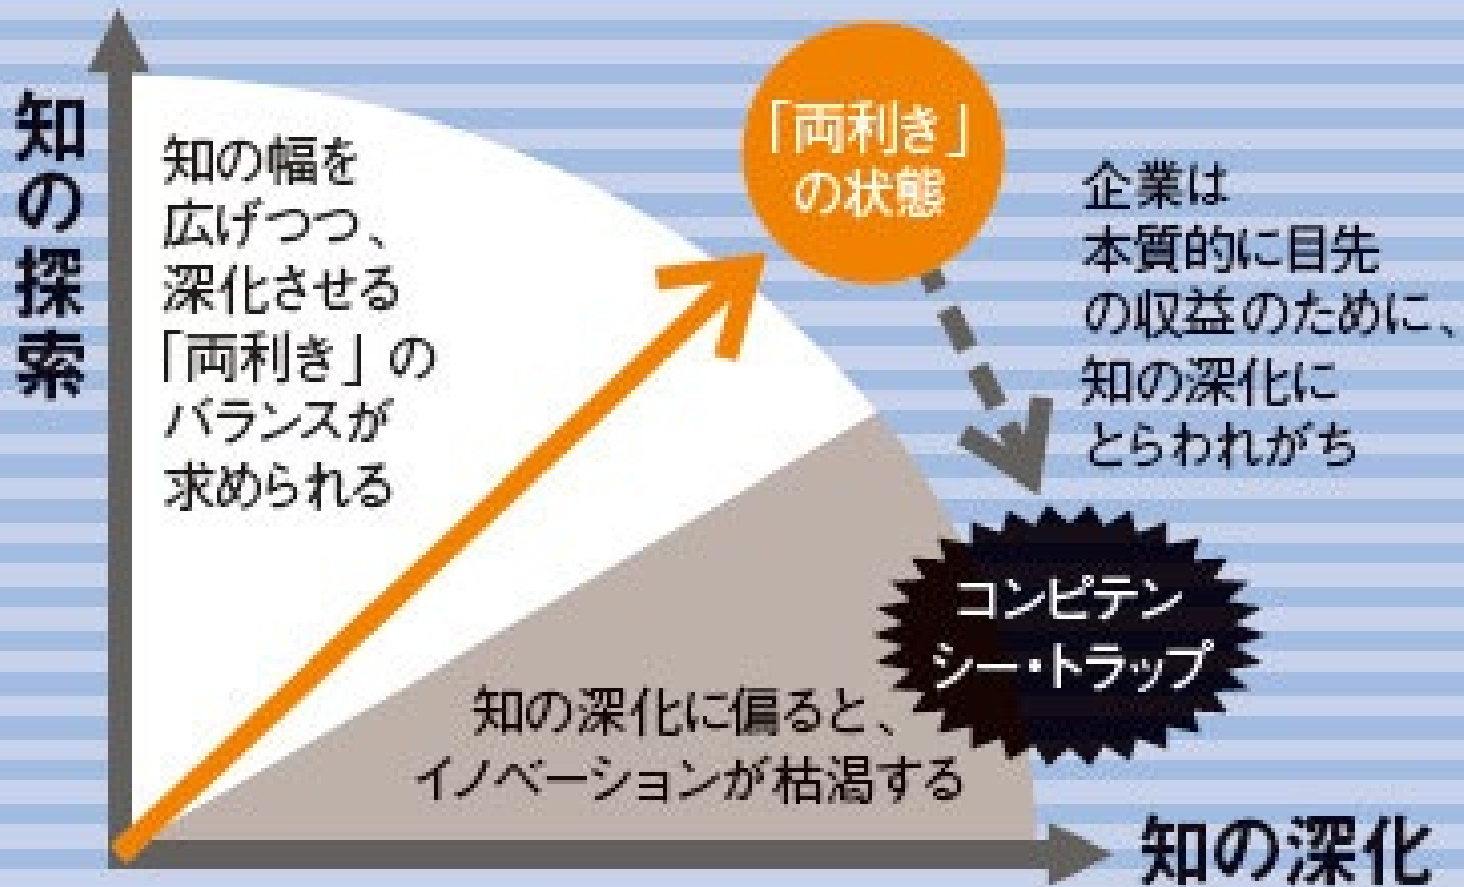 知の探索
知の幅を
広げつつ、
深化させる
「両利き」の
バランスが
求められる
「両利き」
の状態
企業は
本質的に目先
の収益のために、
知の深化に
とらわれがち
コンピテン
シー・トラップ
知の深化に偏ると、
イノベーションが枯渇する
知の深化